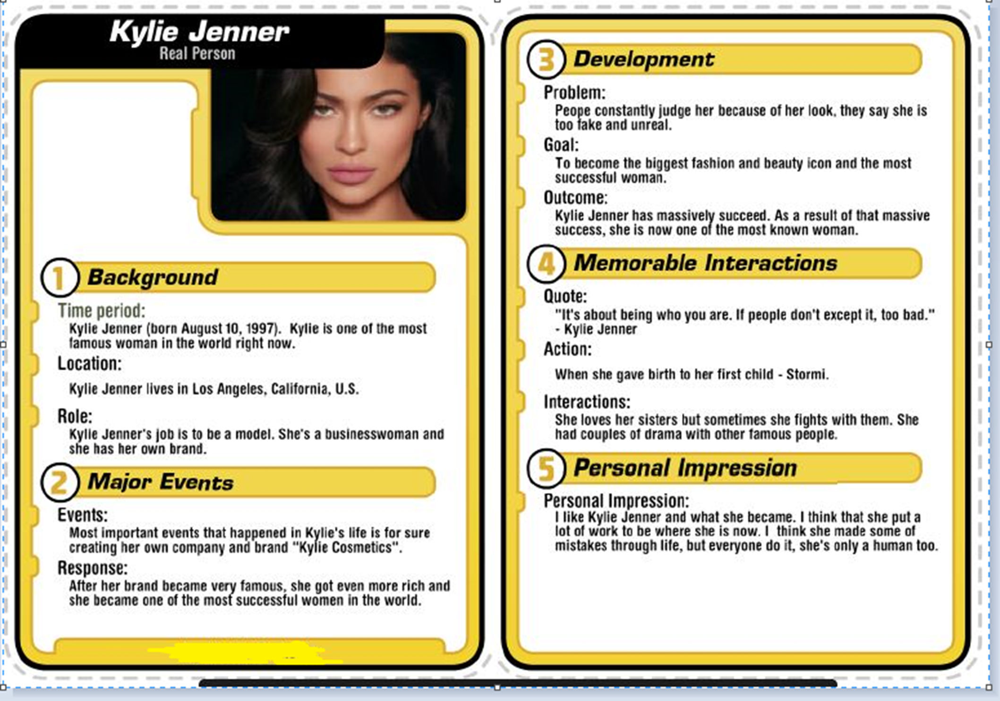 Kylie Jenner
Real Person
1 Background
Time period:
Kylie Jenner (born August 10, 1997).  Kylie is one of the most
famous woman in the world right now.
Location:
Kylie Jenner lives in Los Angeles, California, U.S.
Role:
Kylie Jenner's job is to be a model. She's a businesswoman and
she has her own brand.
2 Major Events
Events:
Most important events that happened in Kylie's life is for sure
creating her own company and brand "Kylie Cosmetics".
Response:
After her brand became very famous, she got even more rich and
she became one of the most successful women in the world.
3 Development
Problem:
Peope constantly judge her because of her look, they say she is
too fake and unreal.
Goal:
To become the biggest fashion and beauty icon and the most
successful woman.
Outcome:
Kylie Jenner has massively succeed. As a result of that massive
success, she is now one of the most known woman.
4 Memorable Interactions
Quote:
"It's about being who you are. If people don't except it, too bad."
- Kylie Jenner
Action:
When she gave birth to her first child - Stormi.
Interactions:
She loves her sisters but sometimes she fights with them. She
had couples of drama with other famous people.
5 Personal Impression
Personal Impression:
I like Kylie Jenner and what she became. I think that she put a
lot of work to be where she is now. I  think she made some of
mistakes through life, but everyone do it, she's only a human too.